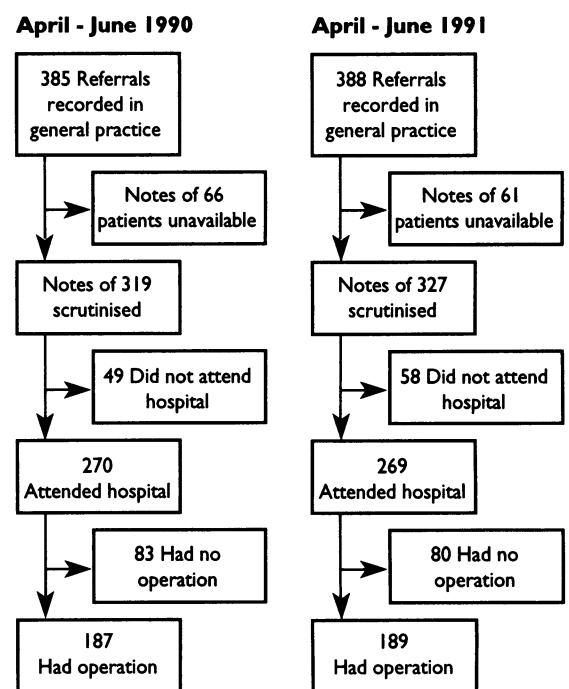 April - June 1990
385 Referrals
recorded in
general practice
Notes of 66
patients unavailable
Notes of 319
scrutinised
49 Did not attend
hospital
270
Attended hospital
83 Had no
operation
187
Had operation
April - June 1991
388 Referrals
recorded in
general practice
Notes of 61
patients unavailable
Notes of 327
scrutinised
58 Did not attend
hospital
269
Attended hospital
80 Had no
operation
189
Had operation